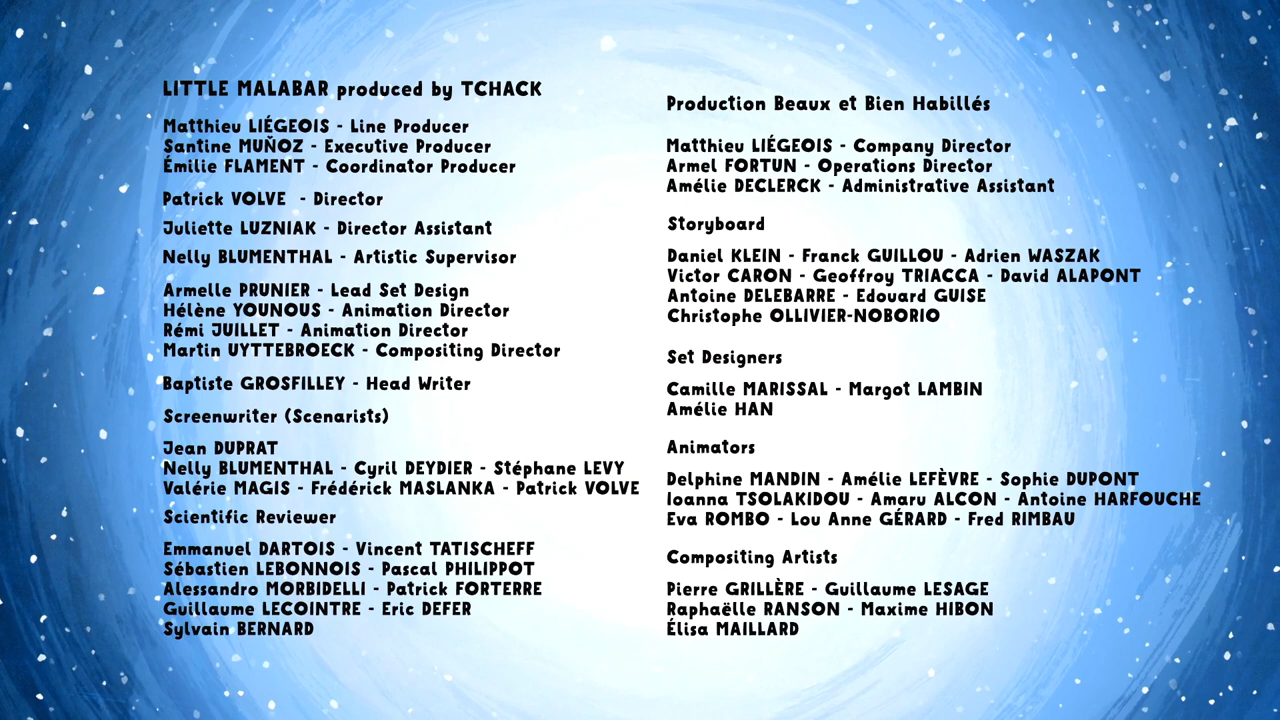 LITTLE MALABAR produced by TCHACK
Matthieu LIÉGEOIS - Line Producer
Santine MUÑOZ - Executive Producer
Émilie FLAMENT - Coordinator Producer
Patrick VOLVE - Director
Juliette LUZNIAK - Director Assistant
Nelly BLUMENTHAL - Artistic Supervisor
Armelle PRUNIER - Lead Set Design
Hélène YOUNOUS - Animation Director
Rémi JUILLET - Animation Director
Martin UYTTEBROECK - Compositing Director
Baptiste GROSFILLEY - Head Writer
Screenwriter (Scenarists)
Jean DUPRAT
Nelly BLUMENTHAL - Cyril DEYDIER - Stéphane LEVY
Valérie MAGIS - Frédérick MASLANKA - Patrick VOLVE
Scientific Reviewer
Emmanuel DARTOIS - Vincent TATISCHEFF
Sébastien LEBONNOIS - Pascal PHILIPPOT
Alessandro MORBIDELLI - Patrick FORTERRE
Guillaume LECOINTRE - Eric DEFER
Sylvain BERNARD
Production Beaux et Bien Habillés
Matthieu LIÉGEOIS - Company Director
Armel FORTUN - Operations Director
Amélie DECLERCK - Administrative Assistant
Storyboard
Daniel KLEIN - Franck GUILLOU - Adrien WASZAK
Victor CARON - Geoffroy TRIACCA - David ALAPONT
Antoine DELEBARRE - Edouard GUISE
Christophe OLLIVIER-NOBORIO
Set Designers
Camille MARISSAL - Margot LAMBIN
Amélie HAN
Animators
Delphine MANDIN - Amélie LEFÈVRE - Sophie DUPONT
Ioanna TSOLAKIDOU - Amaru ALCON - Antoine HARFOUCHE
Eva ROMBO - Lou Anne GÉRARD - Fred RIMBAU
Compositing Artists
Pierre GRILLÈRE - Guillaume LESAGE
Raphaëlle RANSON - Maxime HIBON
Élisa MAILLARD